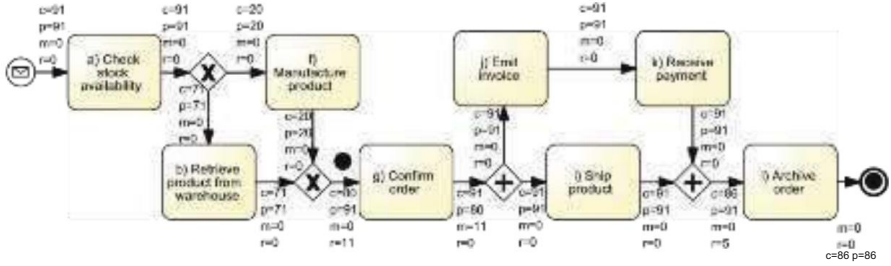 c=91
p=91
m=0
r=0
a) Check
stock
availability
c=91
p=91
m=0
r=0
X
c=20
p=20
m=0
r=0
f)
Manufacture
product
c=71
p=71
m=0
r=0
b) Retrieve
product from
warehouse
c=71
p=71
m=0
r=0
c=20
p=20
m=0
r=0
X
c=80
p=91
m=0
r=11
g) Confirm
order
c=91
p=80
m=11
r=0
c=91
p=91
m=0
r=0
j) Emit
invoice
c=91
p=91
m=0
r=0
k) Receive
payment
c=91
p=91
m=0
r=0
c=91
p=91
m=0
r=0
product
c=91
p=91
m=0
r=0
c=86
p=91
m=0
r=5
Archive
order
m=0
r=0
c=86 p=86